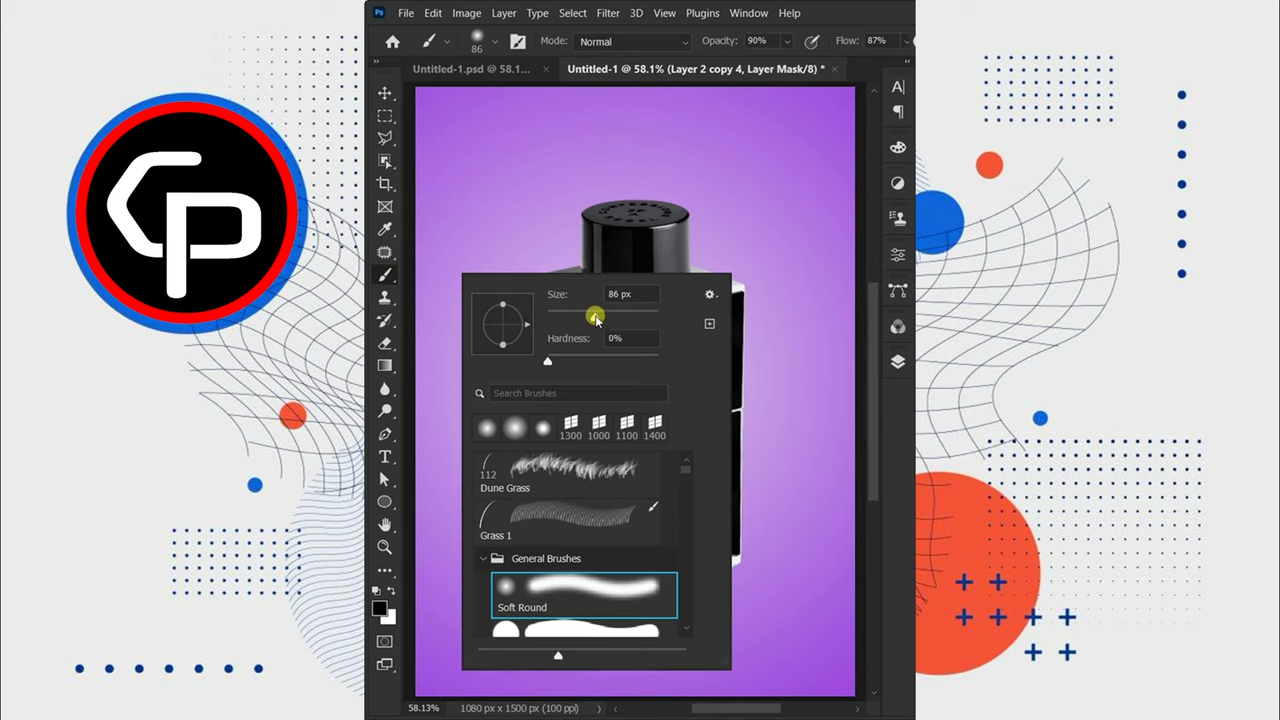 CP
Ps File Edit Image Layer Type Select Filter 3D View Plugins Window Help
86 Mode: Normal Opacity: 90% Flow: 87%
Untitled-1.psd @ 58.1... × Untitled-1 @ 58.1% (Layer 2 copy 4, Layer Mask/8) * ×
Size: 86 px
Hardness: 0%
Search Brushes
1300 1000 1100 1400
112
Dune Grass
Grass 1
General Brushes
Soft Round
58.13% 1080 px x 1500 px (100 ppi)